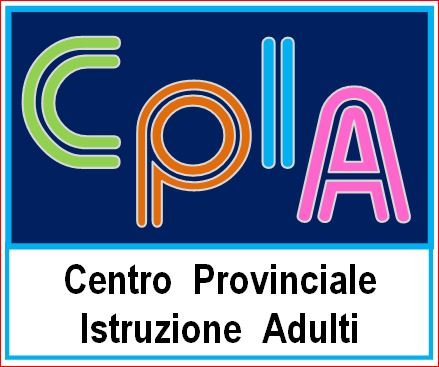 CpIA
Centro Provinciale
Istruzione Adulti